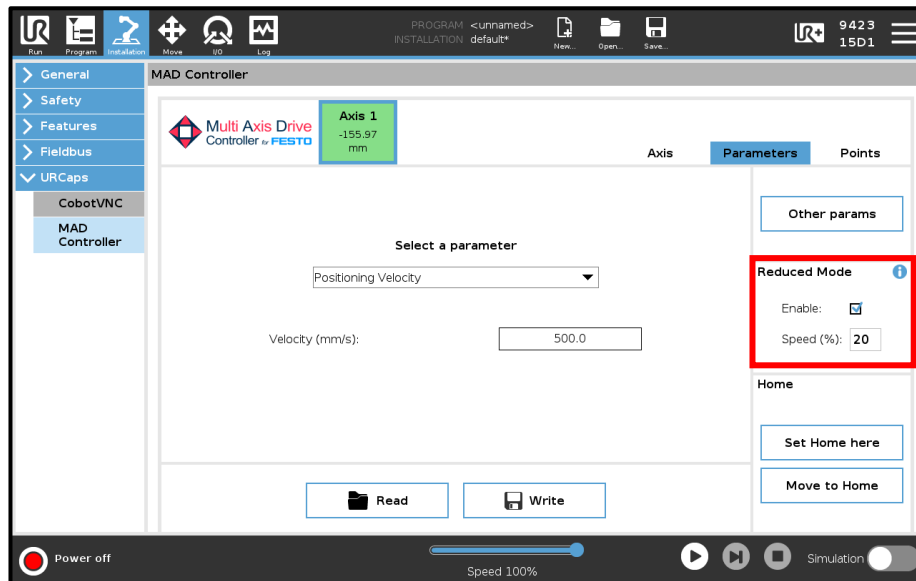 PROGRAM <unnamed>
INSTALLATION default*
Run
Program
Installation
Move
I/O
Log
New...
Open...
Save...
UR+
9423
15D1
General
Safety
Features
Fieldbus
URCaps
CobotVNC
MAD
Controller
MAD Controller
Multi Axis Drive
Controller for FESTO
Axis 1
-155.97
mm
Axis
Parameters
Points
Select a parameter
Positioning Velocity
Velocity (mm/s):
500.0
Read
Write
Other params
Reduced Mode
Enable:
Speed (%): 20
Home
Set Home here
Move to Home
Power off
Speed 100%
Simulation